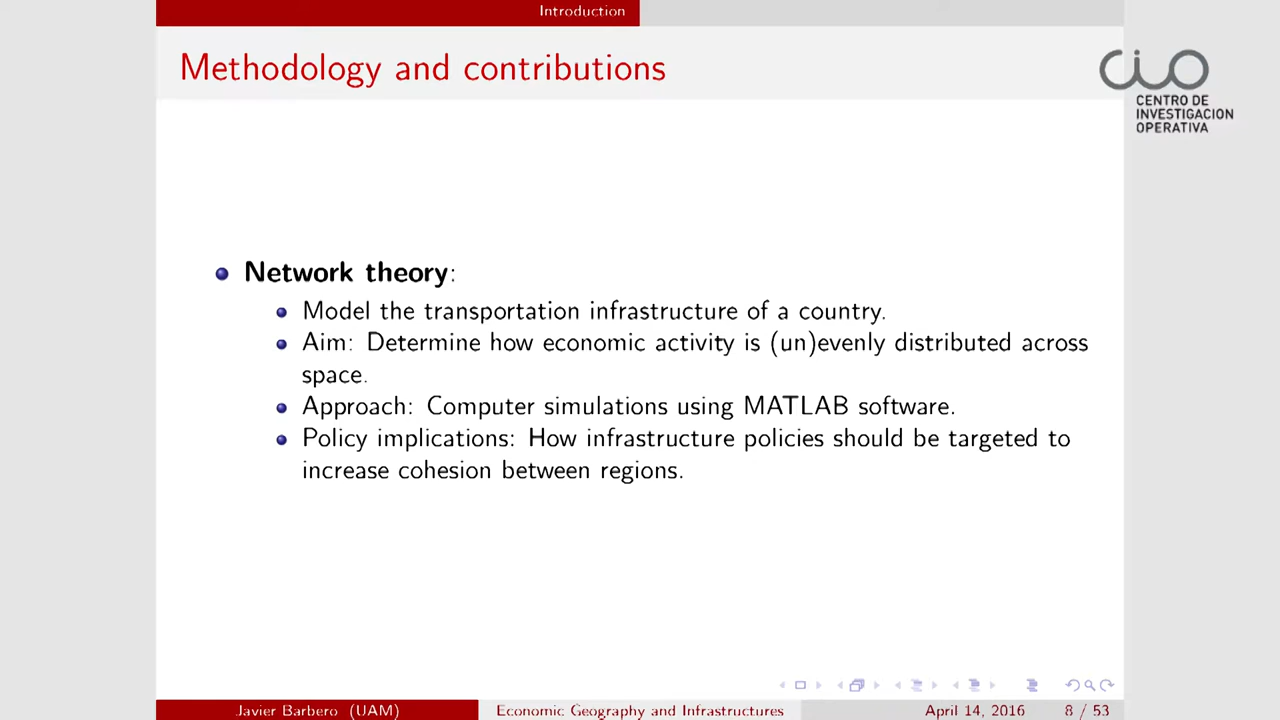 Introduction
Methodology and contributions
CIO
CENTRO DE
INVESTIGACION
OPERATIVA
Network theory:
Model the transportation infrastructure of a country.
Aim: Determine how economic activity is (un)evenly distributed across
space.
Approach: Computer simulations using MATLAB software.
Policy implications: How infrastructure policies should be targeted to
increase cohesion between regions.
Javier Barbero (UAM)
Economic Geography and Infrastructures
April 14, 2016
8 / 53